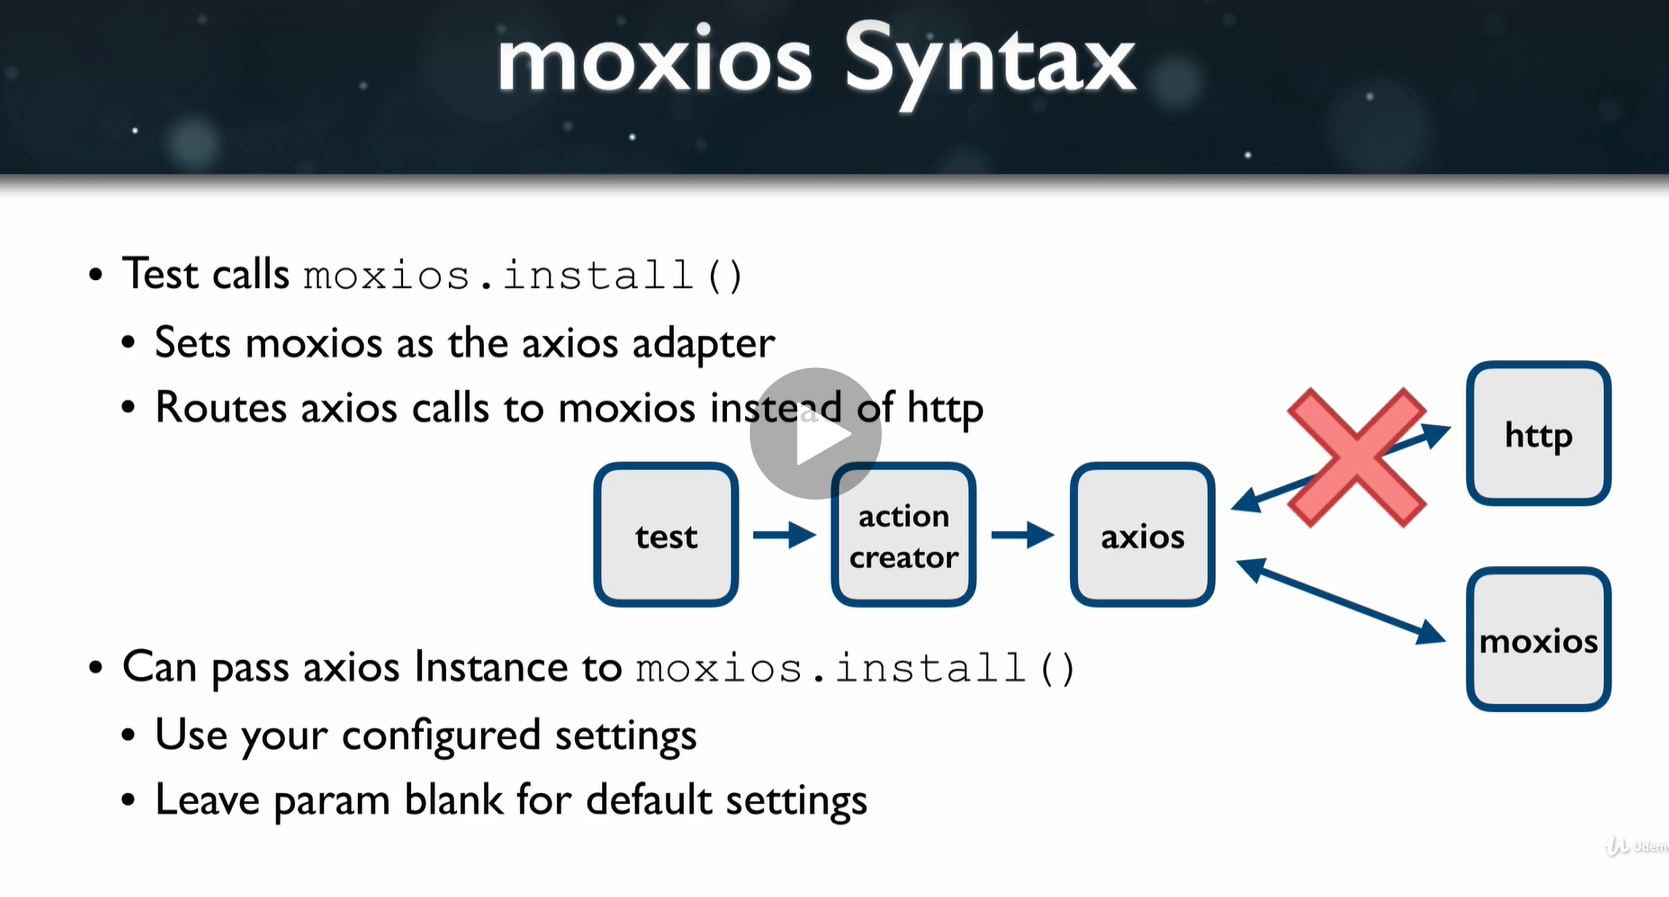 moxios Syntax
• Test calls moxios.install()
• Sets moxios as the axios adapter
• Routes axios calls to moxios instead of http
test
action
creator
axios
http
moxios
• Can pass axios Instance to moxios.install()
• Use your configured settings
• Leave param blank for default settings